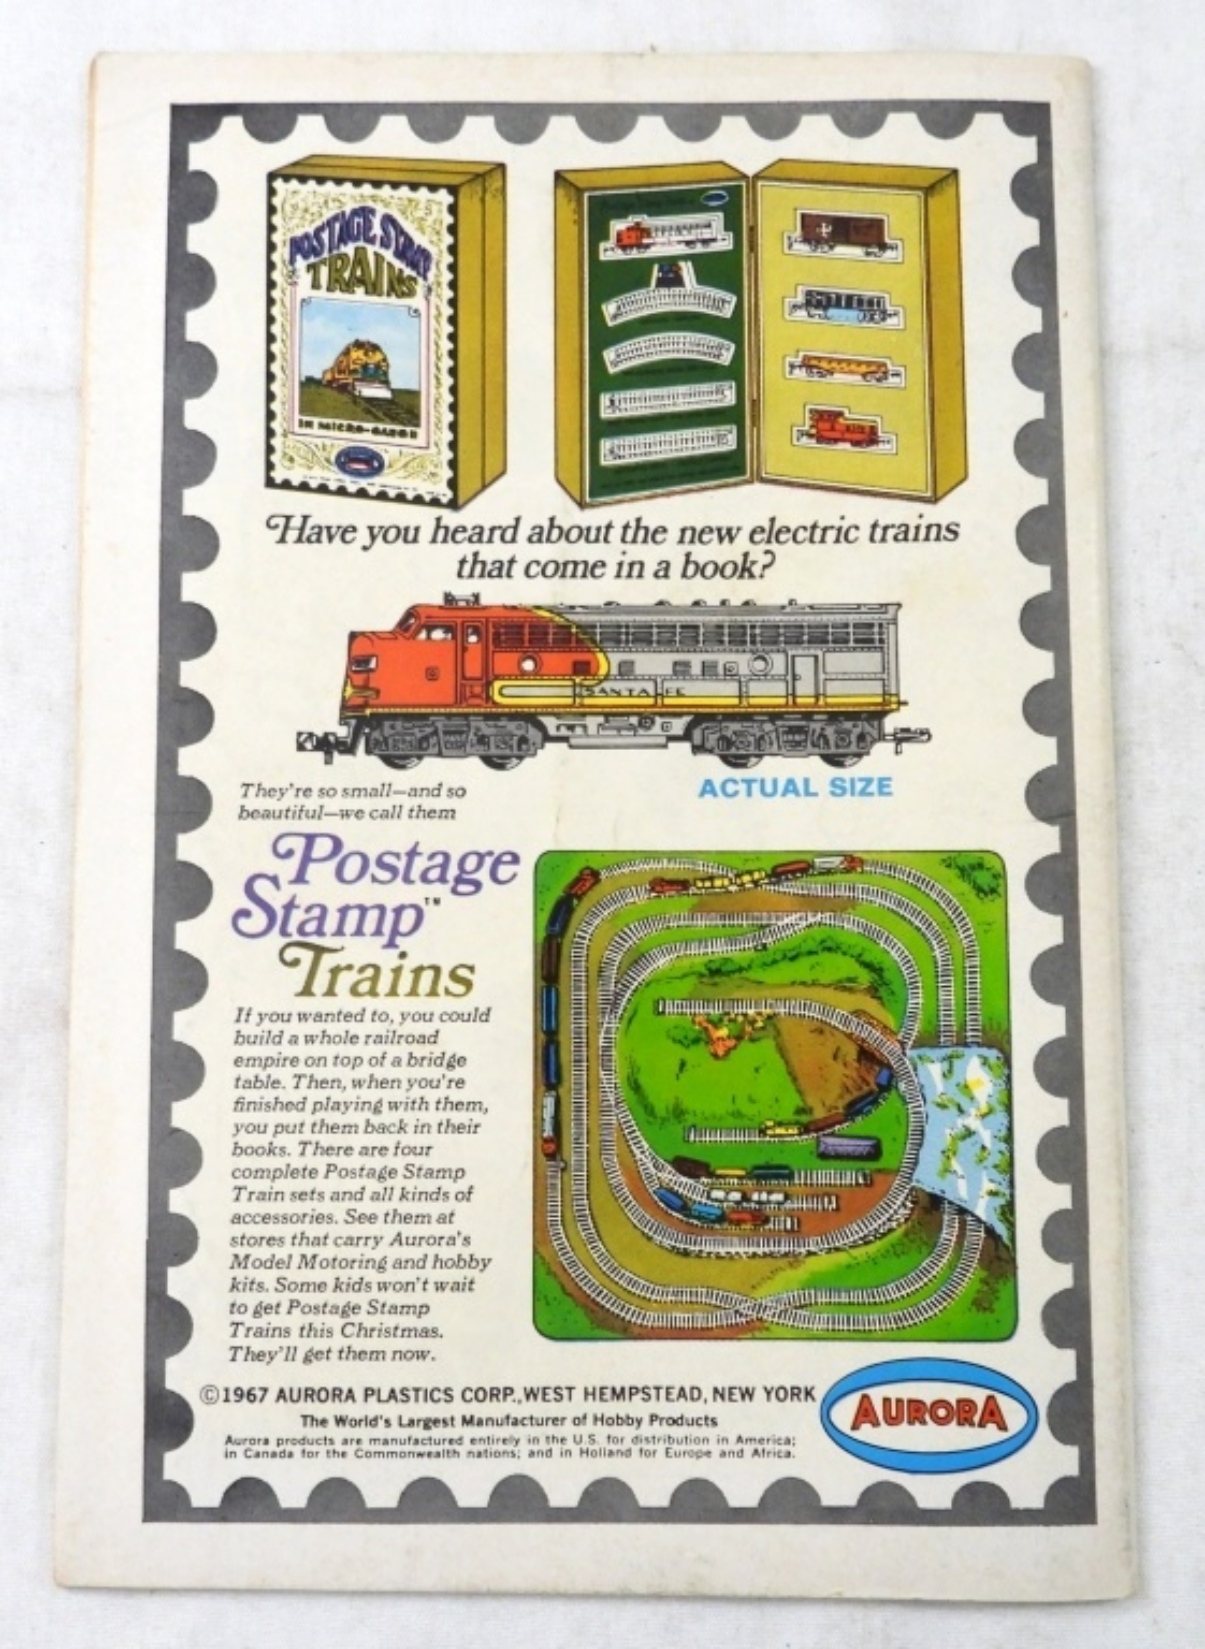 POSTAGE STAMP
TRAINS
IN MICRO-GAUGE
Have you heard about the new electric trains
that come in a book?
SANTA FE
ACTUAL SIZE
They're so small—and so
beautiful—we call them
Postage
Stamp™
Trains
If you wanted to, you could
build a whole railroad
empire on top of a bridge
table. Then, when you're
finished playing with them,
you put them back in their
books. There are four
complete Postage Stamp
Train sets and all kinds of
accessories. See them at
stores that carry Aurora's
Model Motoring and hobby
kits. Some kids won't wait
to get Postage Stamp
Trains this Christmas.
They'll get them now.
©1967 AURORA PLASTICS CORP., WEST HEMPSTEAD, NEW YORK
The World's Largest Manufacturer of Hobby Products
Aurora products are manufactured entirely in the U.S. for distribution in America;
in Canada for the Commonwealth nations; and in Holland for Europe and Africa.
AURORA